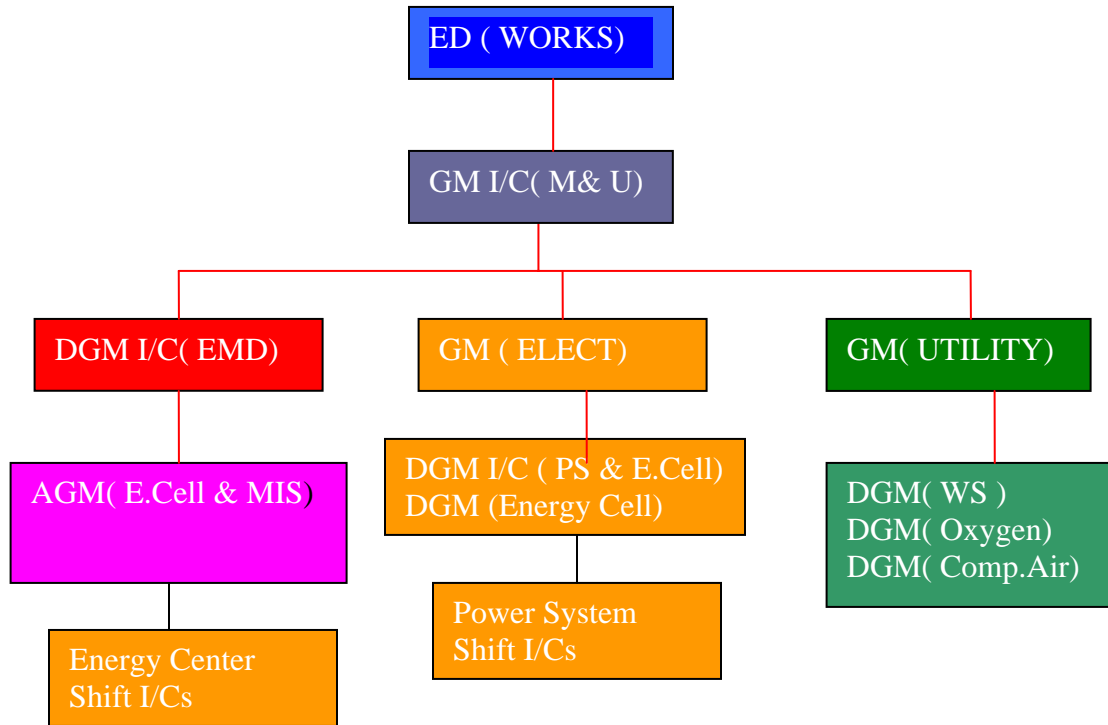 ED ( WORKS)
GM I/C( M& U)
DGM I/C( EMD)
GM ( ELECT)
GM( UTILITY)
AGM( E.Cell & MIS)
DGM I/C ( PS & E.Cell)
DGM (Energy Cell)
DGM( WS )
DGM( Oxygen)
DGM( Comp.Air)
Energy Center
Shift I/Cs
Power System
Shift I/Cs